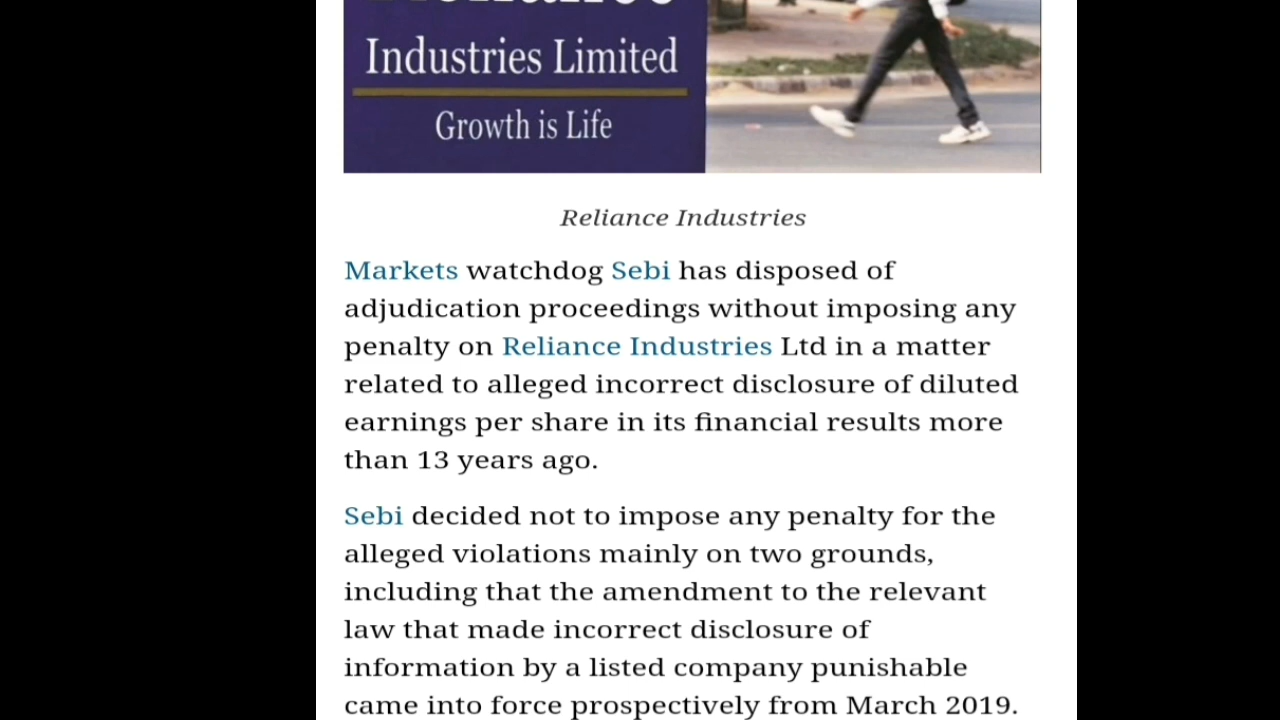 Industries Limited
Growth is Life
Reliance Industries
Markets watchdog Sebi has disposed of
adjudication proceedings without imposing any
penalty on Reliance Industries Ltd in a matter
related to alleged incorrect disclosure of diluted
earnings per share in its financial results more
than 13 years ago.
Sebi decided not to impose any penalty for the
alleged violations mainly on two grounds,
including that the amendment to the relevant
law that made incorrect disclosure of
information by a listed company punishable
came into force prospectively from March 2019.